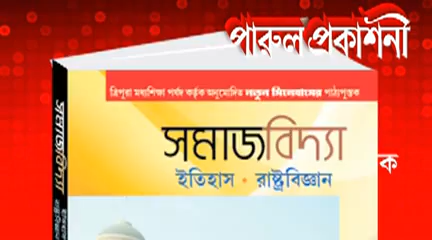 পারুল প্রকাশনী
ত্রিপুরা মধ্যশিক্ষা পর্ষদ কর্তৃক অনুমোদিত নতুন সিলেবাসের পাঠ্যপুস্তক
সমাজবিদ্যা
ইতিহাস • রাষ্ট্রবিজ্ঞান
ক
সমাজবিদ্যা